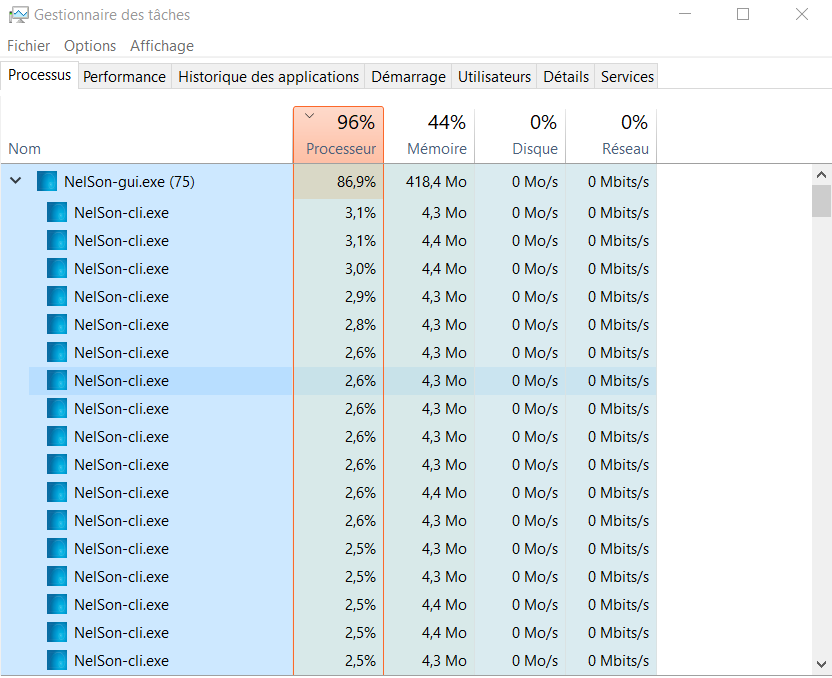 Gestionnaire des tâches
Fichier Options Affichage
Processus Performance Historique des applications Démarrage Utilisateurs Détails Services
96% 44% 0% 0%
Nom Processeur Mémoire Disque Réseau
NelSon-gui.exe (75) 86,9% 418,4 Mo 0 Mo/s 0 Mbits/s
NelSon-cli.exe 3,1% 4,3 Mo 0 Mo/s 0 Mbits/s
NelSon-cli.exe 3,1% 4,4 Mo 0 Mo/s 0 Mbits/s
NelSon-cli.exe 3,0% 4,4 Mo 0 Mo/s 0 Mbits/s
NelSon-cli.exe 2,9% 4,3 Mo 0 Mo/s 0 Mbits/s
NelSon-cli.exe 2,8% 4,3 Mo 0 Mo/s 0 Mbits/s
NelSon-cli.exe 2,6% 4,3 Mo 0 Mo/s 0 Mbits/s
NelSon-cli.exe 2,6% 4,3 Mo 0 Mo/s 0 Mbits/s
NelSon-cli.exe 2,6% 4,3 Mo 0 Mo/s 0 Mbits/s
NelSon-cli.exe 2,6% 4,3 Mo 0 Mo/s 0 Mbits/s
NelSon-cli.exe 2,6% 4,3 Mo 0 Mo/s 0 Mbits/s
NelSon-cli.exe 2,6% 4,4 Mo 0 Mo/s 0 Mbits/s
NelSon-cli.exe 2,6% 4,3 Mo 0 Mo/s 0 Mbits/s
NelSon-cli.exe 2,5% 4,3 Mo 0 Mo/s 0 Mbits/s
NelSon-cli.exe 2,5% 4,3 Mo 0 Mo/s 0 Mbits/s
NelSon-cli.exe 2,5% 4,4 Mo 0 Mo/s 0 Mbits/s
NelSon-cli.exe 2,5% 4,4 Mo 0 Mo/s 0 Mbits/s
NelSon-cli.exe 2,5% 4,3 Mo 0 Mo/s 0 Mbits/s